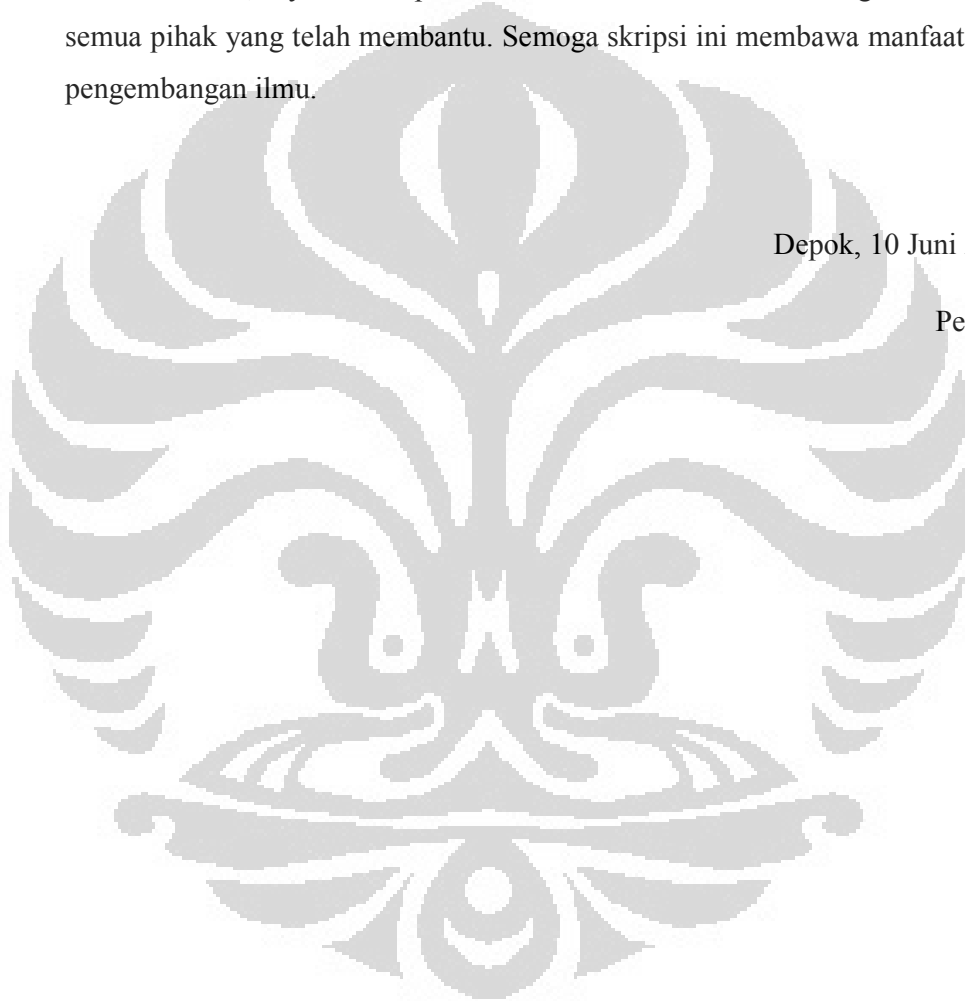 semua pihak yang telah membantu. Semoga skripsi ini membawa manfaat
pengembangan ilmu.
Depok, 10 Juni
Pe